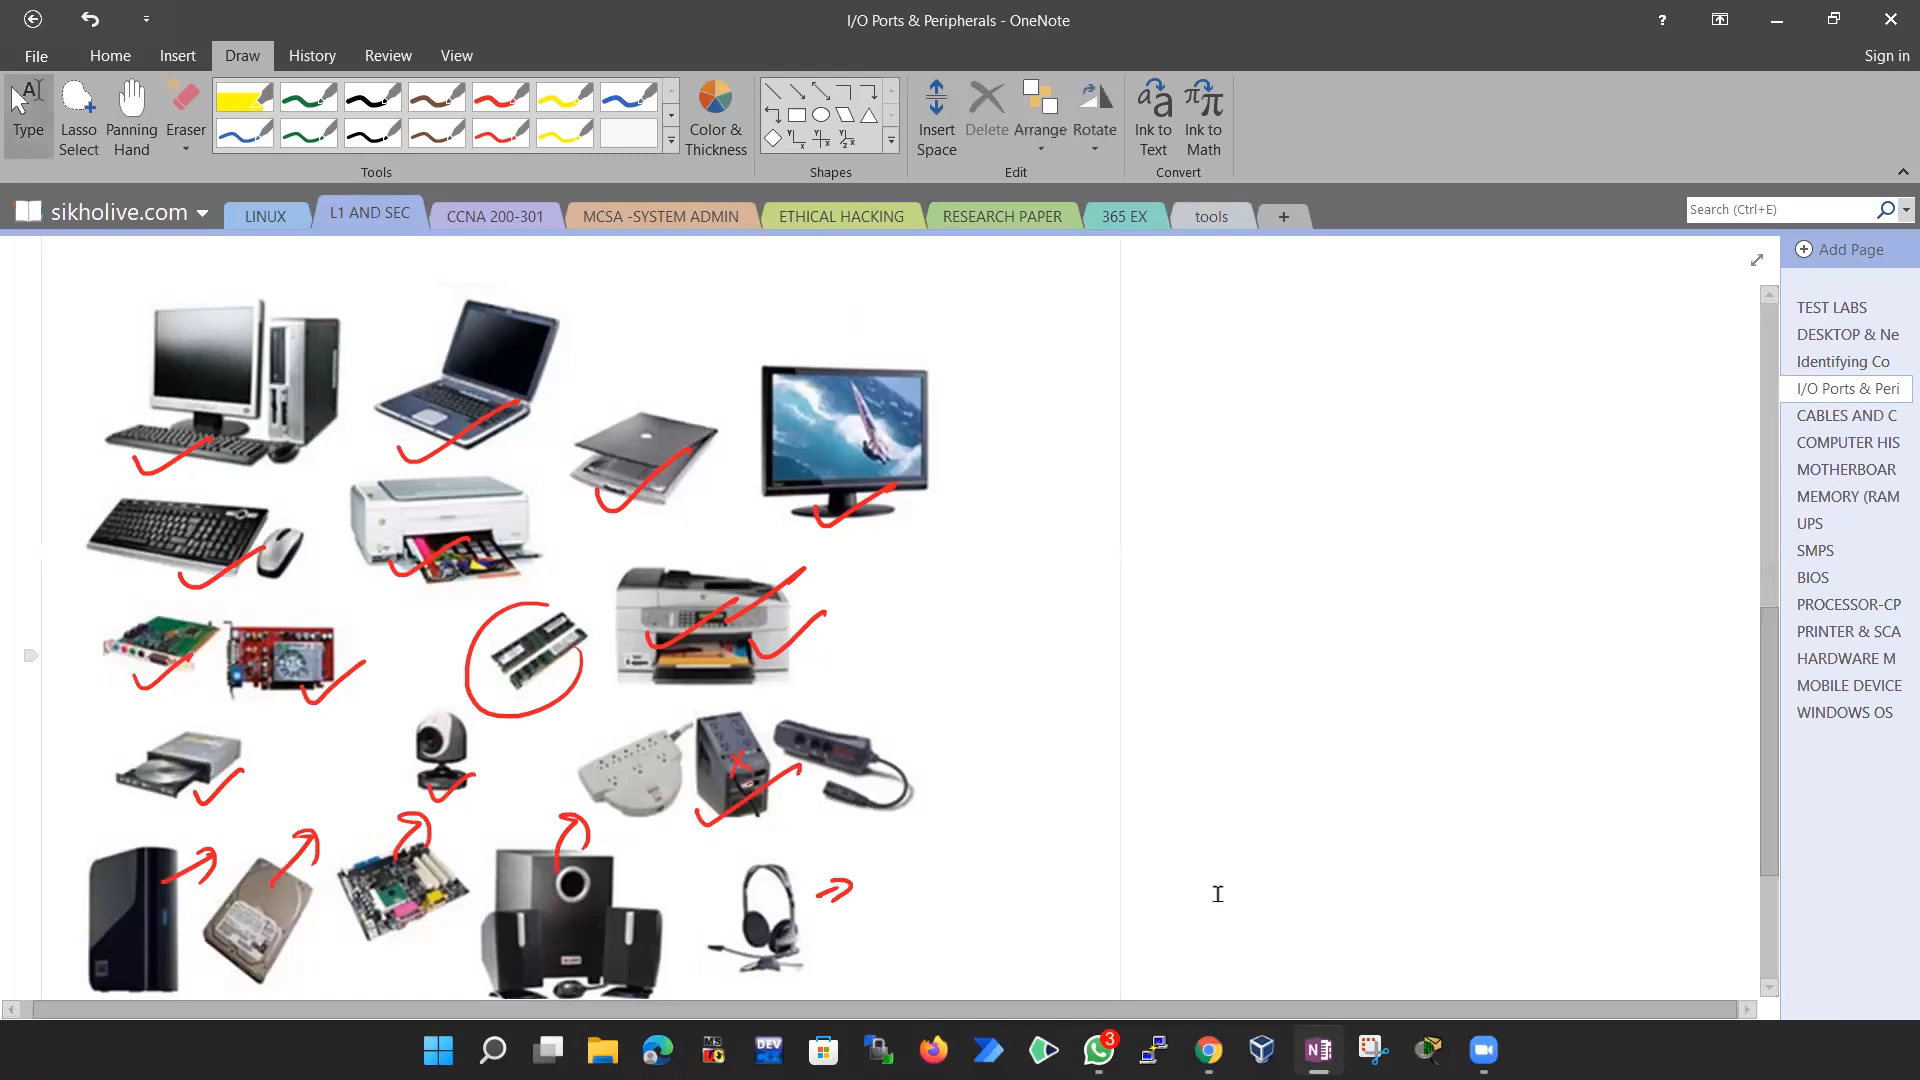 I/O Ports & Peripherals - OneNote
?
File Home Insert Draw History Review View
Sign in
Type
Lasso Select
Panning Hand
Eraser
Color & Thickness
Insert Space
Delete
Arrange
Rotate
Ink to Text
Ink to Math
Tools
Shapes
Edit
Convert
sikholive.com
LINUX
L1 AND SEC
CCNA 200-301
MCSA -SYSTEM ADMIN
ETHICAL HACKING
RESEARCH PAPER
365 EX
tools
+
Search (Ctrl+E)
Add Page
TEST LABS
DESKTOP & Ne
Identifying Co
I/O Ports & Peri
CABLES AND C
COMPUTER HIS
MOTHERBOAR
MEMORY (RAM
UPS
SMPS
BIOS
PROCESSOR-CP
PRINTER & SCA
HARDWARE M
MOBILE DEVICE
WINDOWS OS
DEV
3